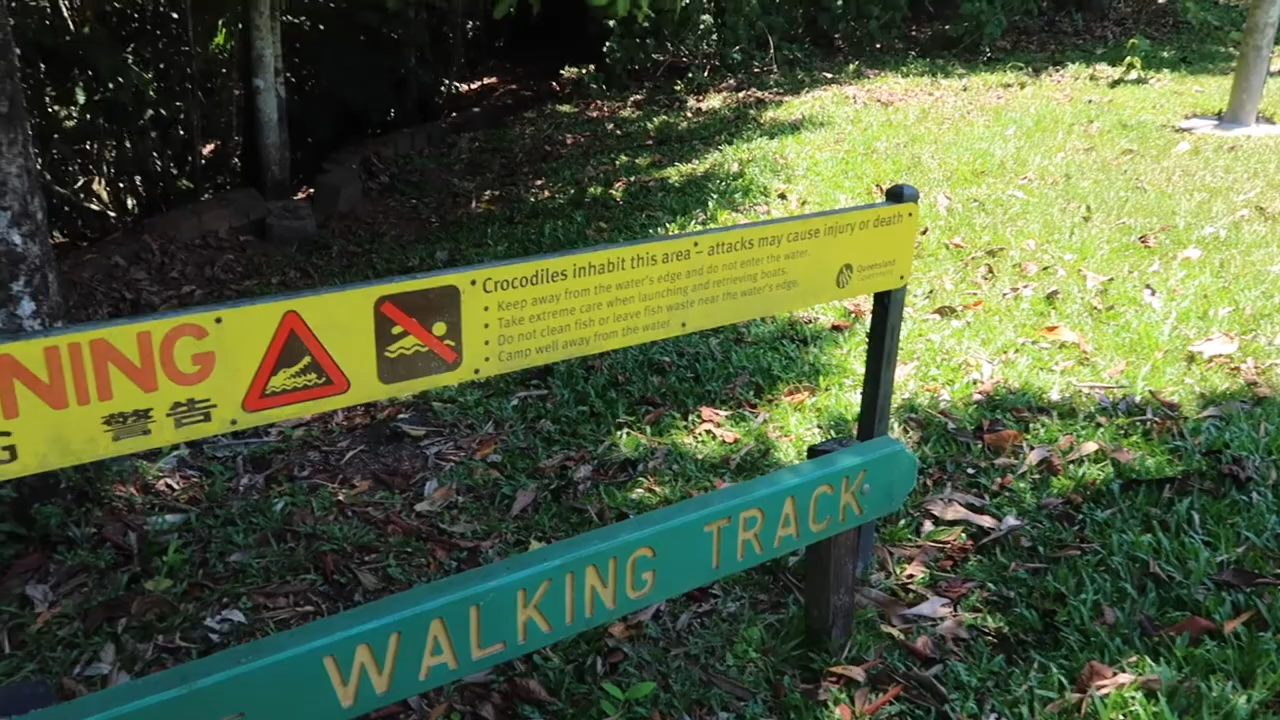 NING
G 警告
Crocodiles inhabit this area – attacks may cause injury or death
• Keep away from the water's edge and do not enter the water.
• Take extreme care when launching and retrieving boats.
• Do not clean fish or leave fish waste near the water's edge.
• Camp well away from the water
Queensland
Government
WALKING TRACK